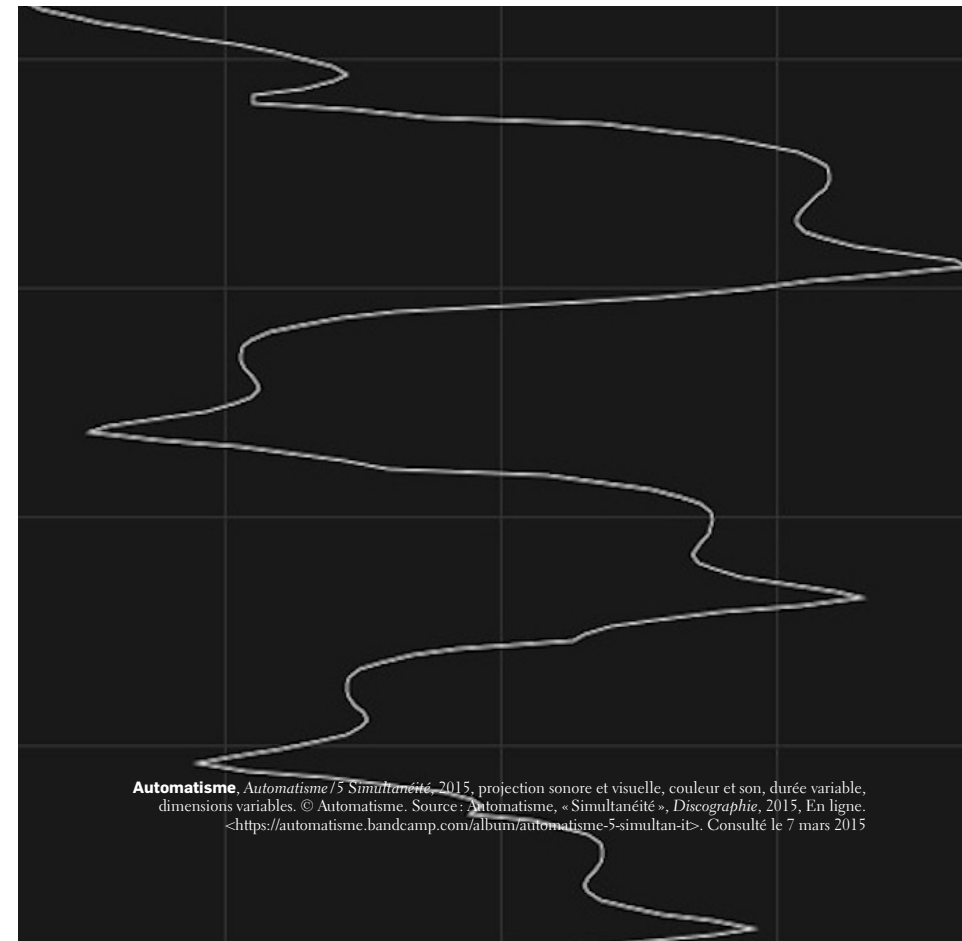 Automatisme, Automatisme/5 Simultanéité, 2015, projection sonore et visuelle, couleur et son, durée variable,
dimensions variables. © Automatisme. Source : Automatisme, « Simultanéité », Discographie, 2015, En ligne.
<https://automatisme.bandcamp.com/album/automatisme-5-simultan-it>. Consulté le 7 mars 2015